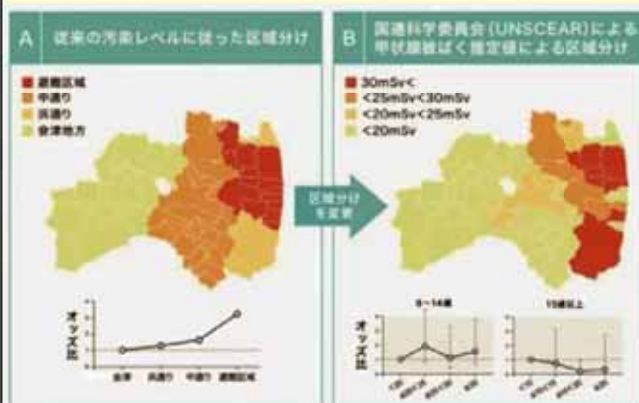 A 従来の汚染レベルに従った区域分け
避難区域
中通り
浜通り
会津地方
オッズ比
会津 浜通り 中通り 避難区域
区域分け
を変更
B 国連科学委員会(UNSCEAR)による
甲状腺被ばく推定値による区域分け
30mSv<
<25mSv<30mSv
<20mSv<25mSv
<20mSv
オッズ比
6〜14歳
15歳以上